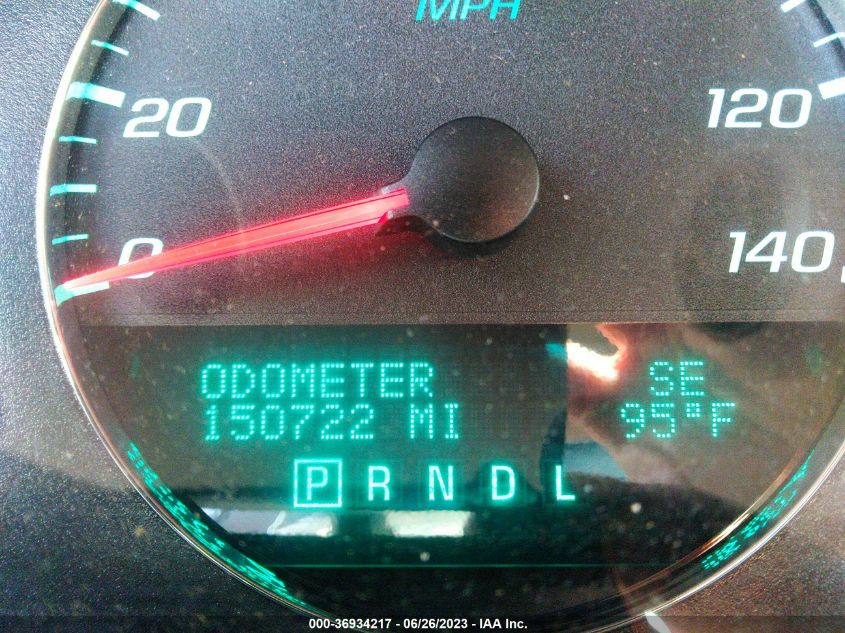 MPH
20
120
0
140
ODOMETER SE
150722 MI 95°F
P R N D L
000-36934217 - 06/26/2023 - IAA Inc.